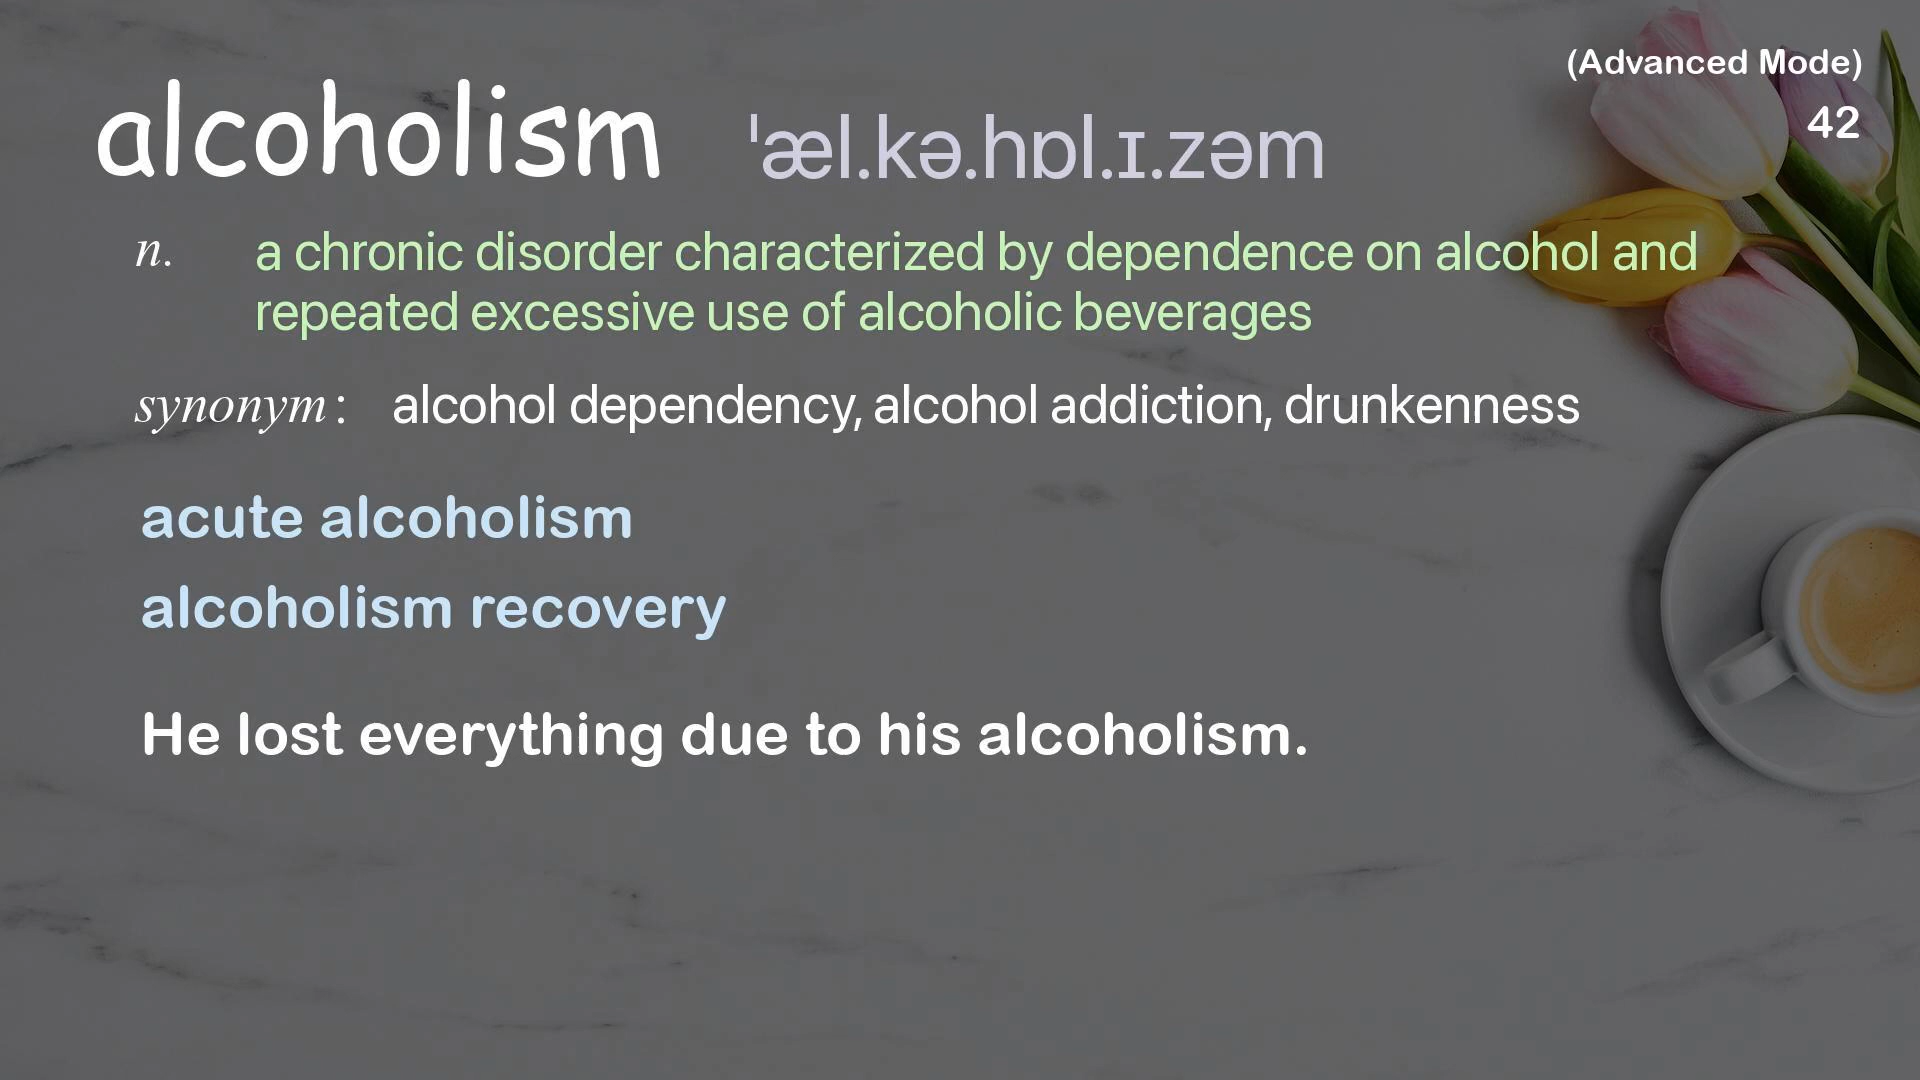 (Advanced Mode)
42
alcoholism ˈæl.kə.hɒl.ɪ.zəm
n. a chronic disorder characterized by dependence on alcohol and
repeated excessive use of alcoholic beverages
synonym: alcohol dependency, alcohol addiction, drunkenness
acute alcoholism
alcoholism recovery
He lost everything due to his alcoholism.